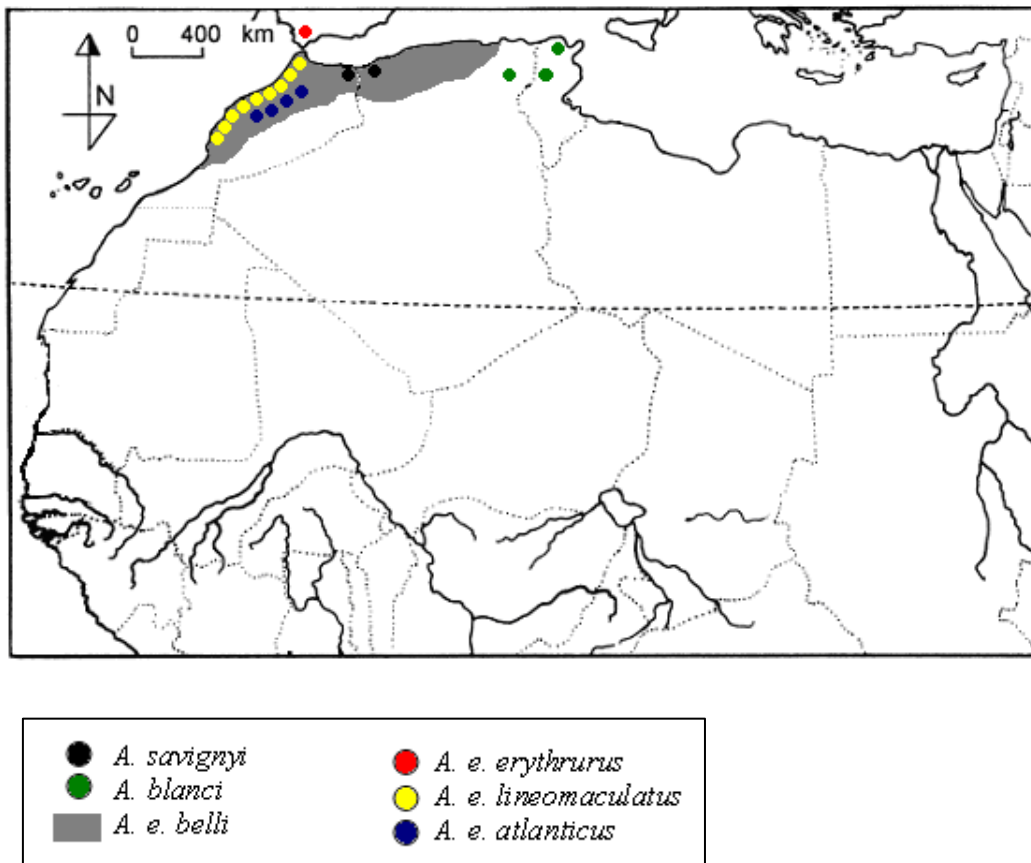 0 400 km
N
A. savignyi
A. blanci
A. e. belli
A. e. erythrurus
A. e. lineomaculatus
A. e. atlanticus